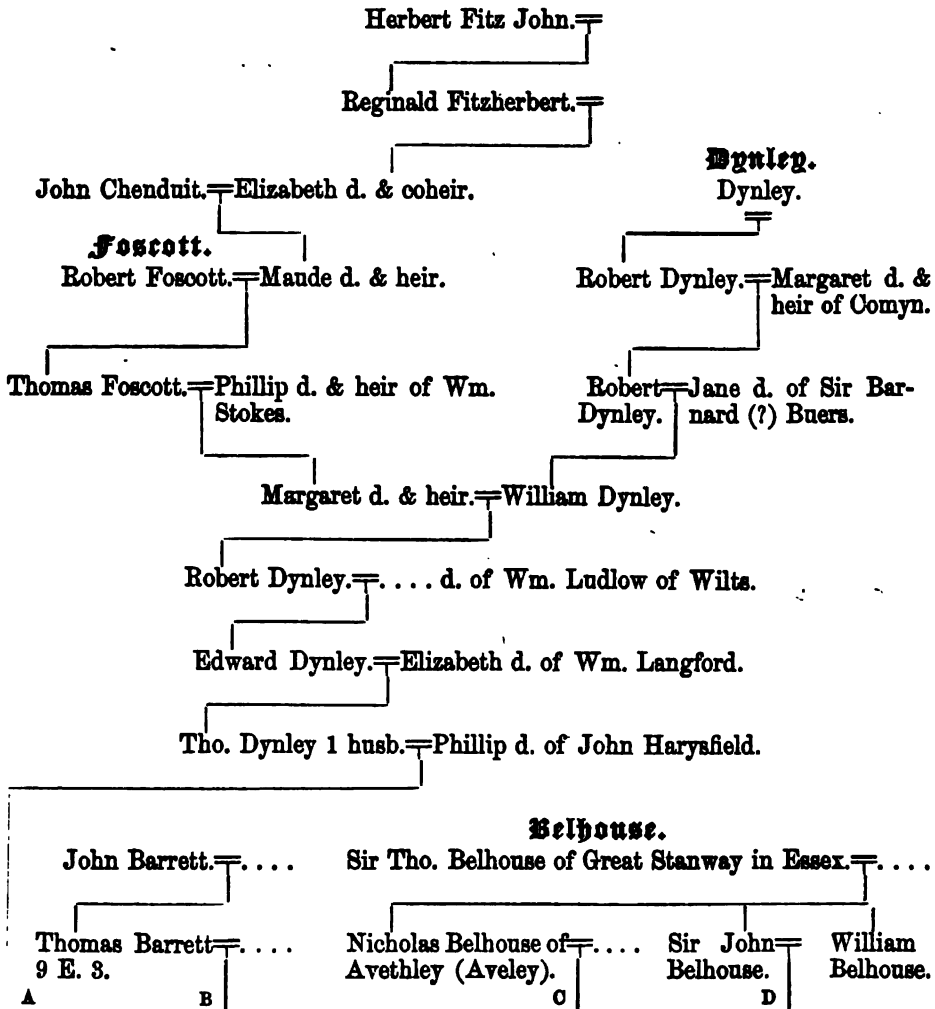 Herbert Fitz John.
Reginald Fitzherbert.
Dynley.
John Chenduit. Elizabeth d. & coheir. Dynley.
Foscott.
Robert Foscott. Maude d. & heir. Robert Dynley. Margaret d. &
heir of Comyn.
Thomas Foscott. Phillip d. & heir of Wm. Robert Jane d. of Sir Bar-
Stokes. Dynley. nard (?) Buers.
Margaret d. & heir. William Dynley.
Robert Dynley. .... d. of Wm. Ludlow of Wilts.
Edward Dynley. Elizabeth d. of Wm. Langford.
Tho. Dynley 1 husb. Phillip d. of John Harysfield.
Belhouse.
John Barrett. .... Sir Tho. Belhouse of Great Stanway in Essex. ....
Thomas Barrett .... Nicholas Belhouse of .... Sir John William
9 E. 3. Avethley (Aveley). Belhouse. Belhouse.
A B C D